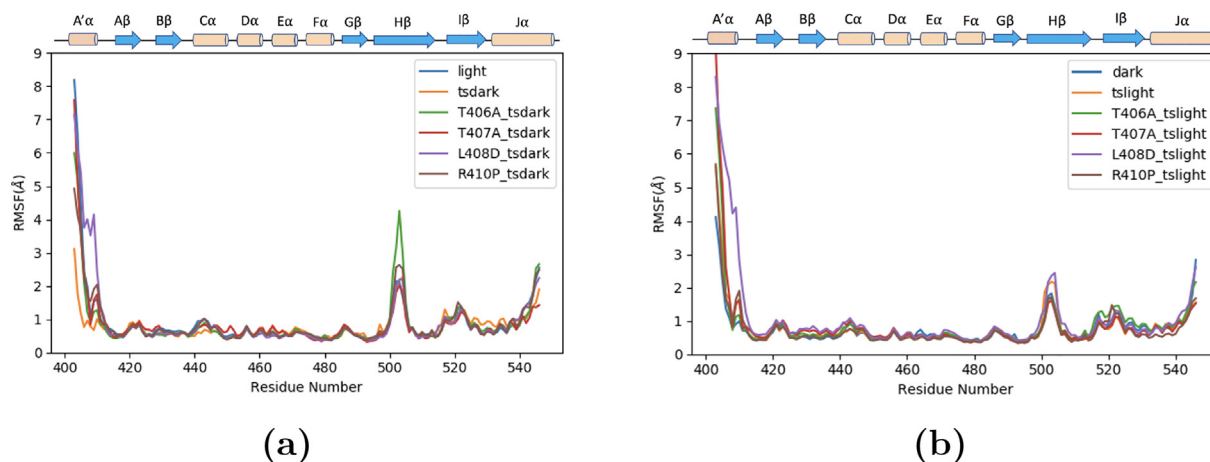 A'α Aβ Bβ Cα Dα Eα Fα Gβ Hβ Iβ Jα
9
8
7
6
5
4
3
2
1
0
RMSF(Å)
light
tsdark
T406A_tsdark
T407A_tsdark
L408D_tsdark
R410P_tsdark
400 420 440 460 480 500 520 540
Residue Number
(a)
A'α Aβ Bβ Cα Dα Eα Fα Gβ Hβ Iβ Jα
9
8
7
6
5
4
3
2
1
0
RMSF(Å)
dark
tslight
T406A_tslight
T407A_tslight
L408D_tslight
R410P_tslight
400 420 440 460 480 500 520 540
Residue Number
(b)